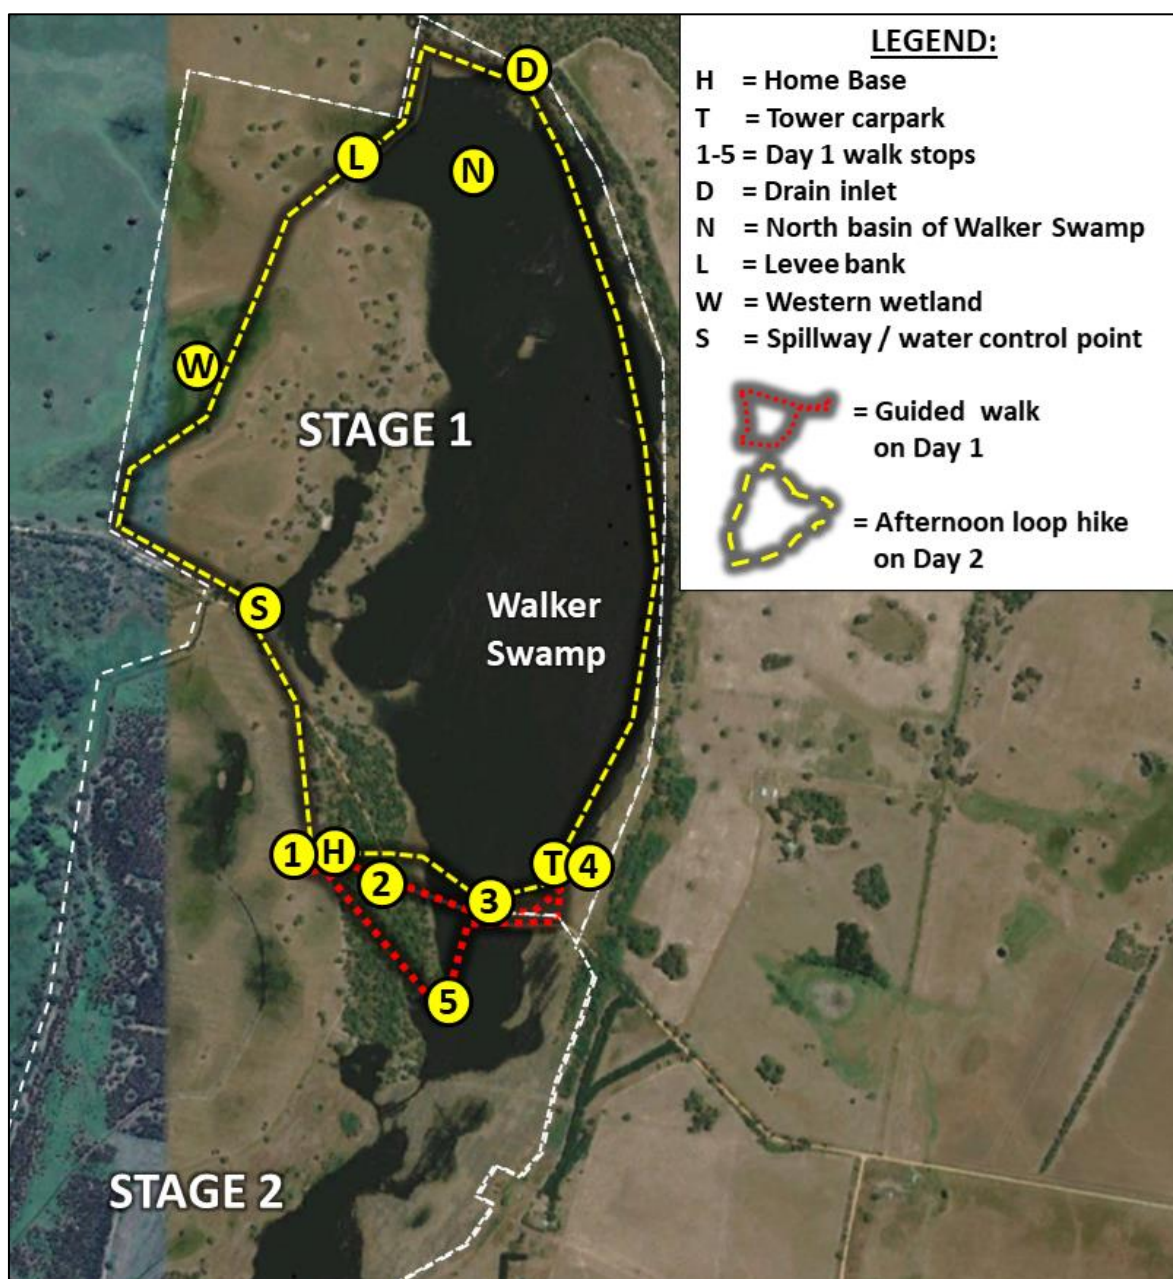 LEGEND:
H = Home Base
T = Tower carpark
1-5 = Day 1 walk stops
D = Drain inlet
N = North basin of Walker Swamp
L = Levee bank
W = Western wetland
S = Spillway / water control point
= Guided walk
on Day 1
= Afternoon loop hike
on Day 2
D
L
N
W
STAGE 1
S
Walker
Swamp
1
H
2
3
T
4
5
STAGE 2